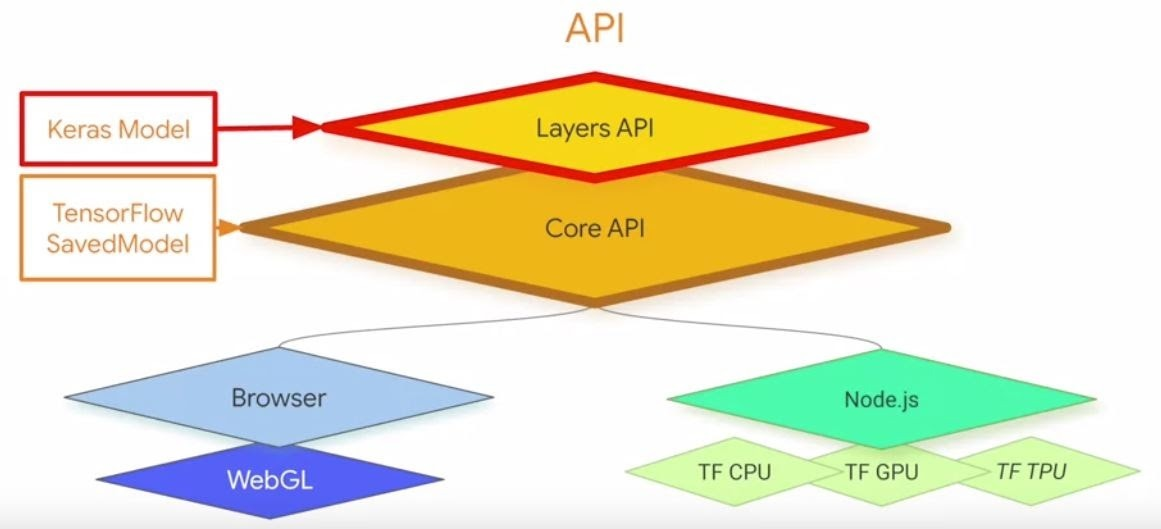 API
Keras Model
Layers API
TensorFlow
SavedModel
Core API
Browser
Node.js
WebGL
TF CPU
TF GPU
TF TPU